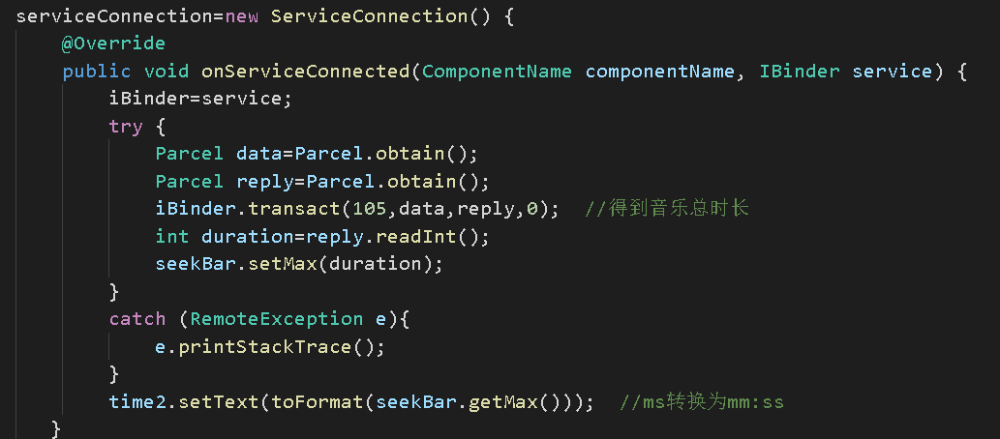 serviceConnection=new ServiceConnection() {
@Override
public void onServiceConnected(ComponentName componentName, IBinder service) {
iBinder=service;
try {
Parcel data=Parcel.obtain();
Parcel reply=Parcel.obtain();
iBinder.transact(105,data,reply,0);  //得到音乐总时长
int duration=reply.readInt();
seekBar.setMax(duration);
}
catch (RemoteException e){
e.printStackTrace();
}
time2.setText(toFormat(seekBar.getMax()));  //ms转换为mm:ss
}